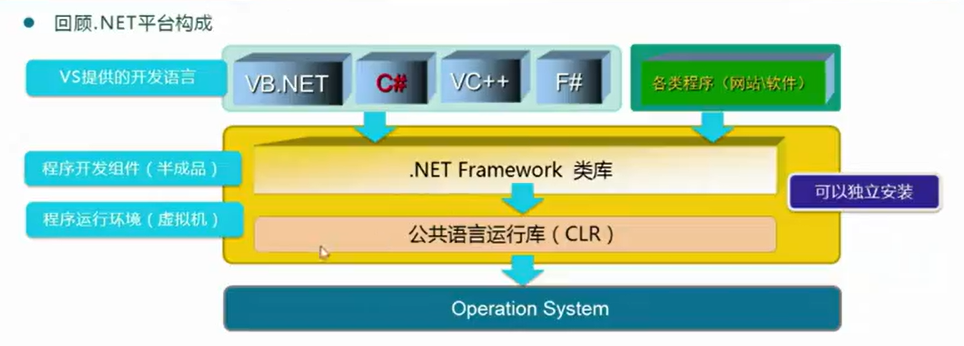 回顾.NET平台构成
VS提供的开发语言
VB.NET
C#
VC++
F#
各类程序（网站\软件）
程序开发组件（半成品）
.NET Framework 类库
可以独立安装
程序运行环境（虚拟机）
公共语言运行库（CLR）
Operation System